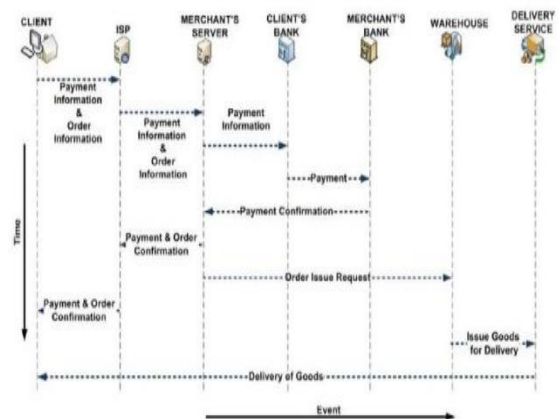 CLIENT
ISP
MERCHANT'S
SERVER
CLIENT'S
BANK
MERCHANT'S
BANK
WAREHOUSE
DELIVERY
SERVICE
Payment
Information
&
Order
Information
Payment
Information
&
Order
Information
Payment
Information
Payment
Payment Confirmation
Payment & Order
Confirmation
Order Issue Request
Payment & Order
Confirmation
Issue Goods
for Delivery
Delivery of Goods
Time
Event